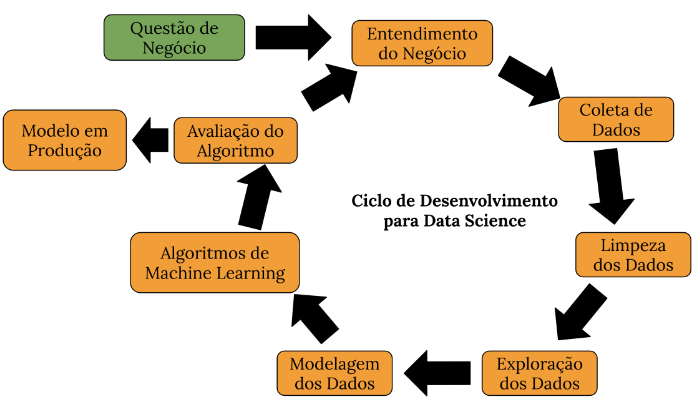 Questão de
Negócio
Entendimento
do Negócio
Coleta de
Dados
Limpeza
dos Dados
Exploração
dos Dados
Modelagem
dos Dados
Algoritmos de
Machine Learning
Avaliação do
Algoritmo
Modelo em
Produção
Ciclo de Desenvolvimento
para Data Science